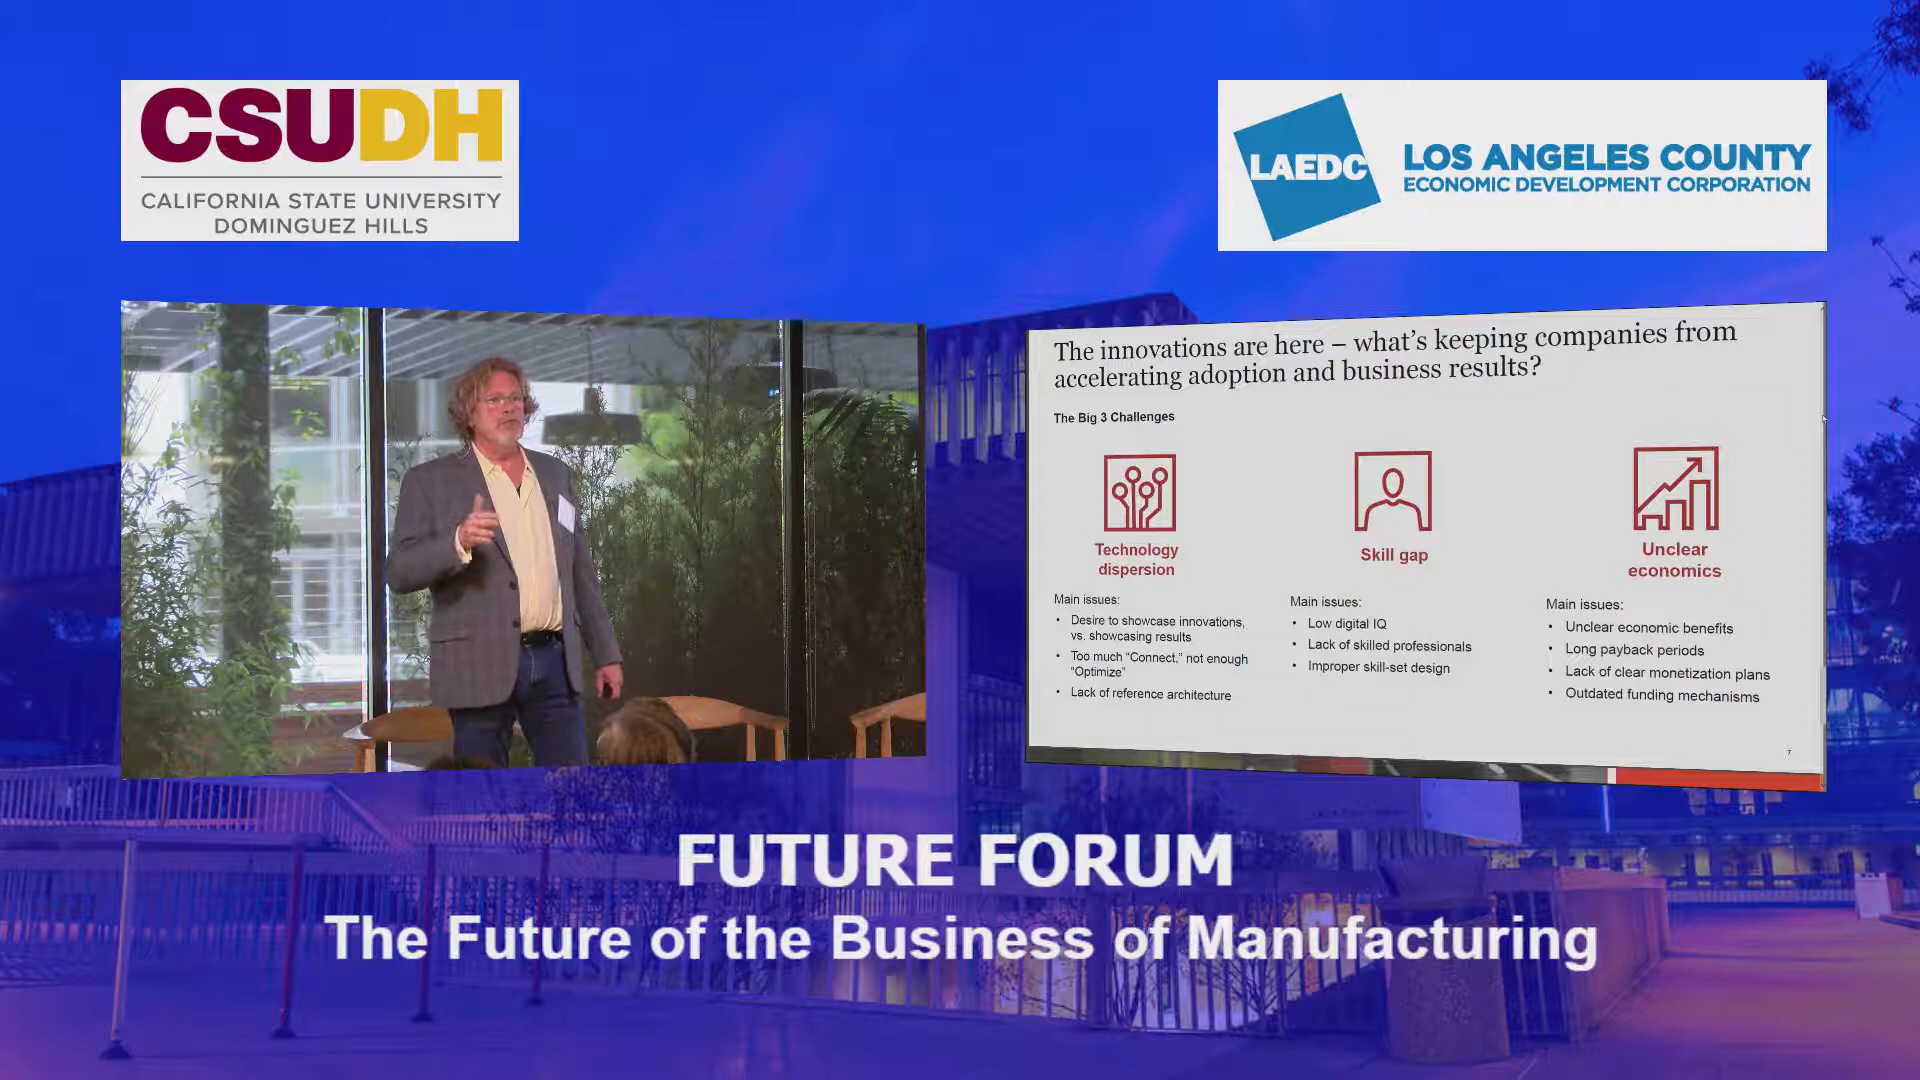 CSUDH
CALIFORNIA STATE UNIVERSITY
DOMINGUEZ HILLS
LAEDC
LOS ANGELES COUNTY
ECONOMIC DEVELOPMENT CORPORATION
The innovations are here – what's keeping companies from
accelerating adoption and business results?
The Big 3 Challenges
Technology
dispersion
Main issues:
• Desire to showcase innovations,
vs. showcasing results
• Too much “Connect,” not enough
“Optimize”
• Lack of reference architecture
Skill gap
Main issues:
• Low digital IQ
• Lack of skilled professionals
• Improper skill-set design
Unclear
economics
Main issues:
• Unclear economic benefits
• Long payback periods
• Lack of clear monetization plans
• Outdated funding mechanisms
7
FUTURE FORUM
The Future of the Business of Manufacturing